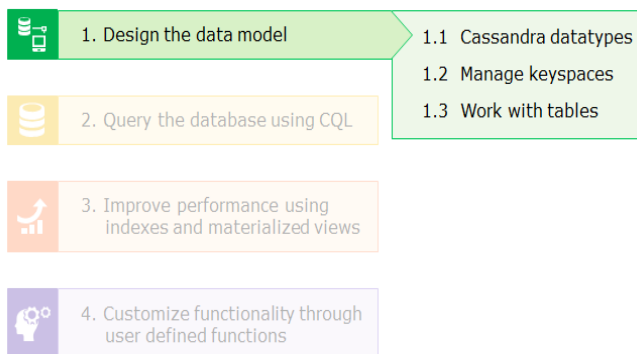 1. Design the data model
1.1 Cassandra datatypes
1.2 Manage keyspaces
1.3 Work with tables
2. Query the database using CQL
3. Improve performance using
indexes and materialized views
4. Customize functionality through
user defined functions